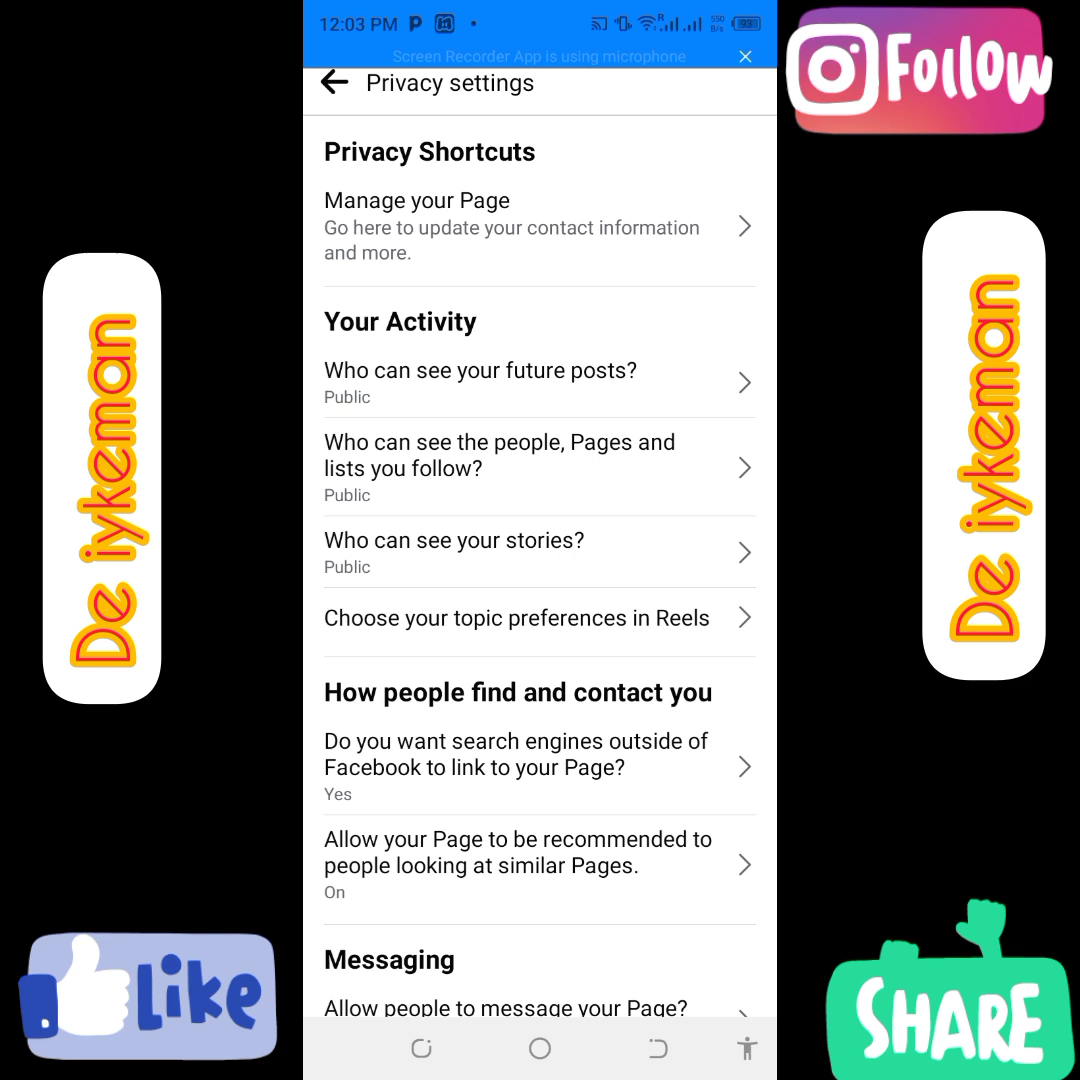 12:03 PM
R
550
B/s
93
Screen Recorder App is using microphone
Privacy settings
Privacy Shortcuts
Manage your Page
Go here to update your contact information
and more.
Your Activity
Who can see your future posts?
Public
Who can see the people, Pages and
lists you follow?
Public
Who can see your stories?
Public
Choose your topic preferences in Reels
How people find and contact you
Do you want search engines outside of
Facebook to link to your Page?
Yes
Allow your Page to be recommended to
people looking at similar Pages.
On
Messaging
Allow people to message your Page?
Follow
De iykeman
De iykeman
Like
SHARE